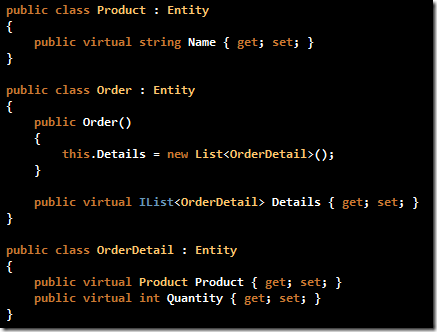 public class Product : Entity
{
    public virtual string Name { get; set; }
}

public class Order : Entity
{
    public Order()
    {
        this.Details = new List<OrderDetail>();
    }

    public virtual IList<OrderDetail> Details { get; set; }
}

public class OrderDetail : Entity
{
    public virtual Product Product { get; set; }
    public virtual int Quantity { get; set; }
}